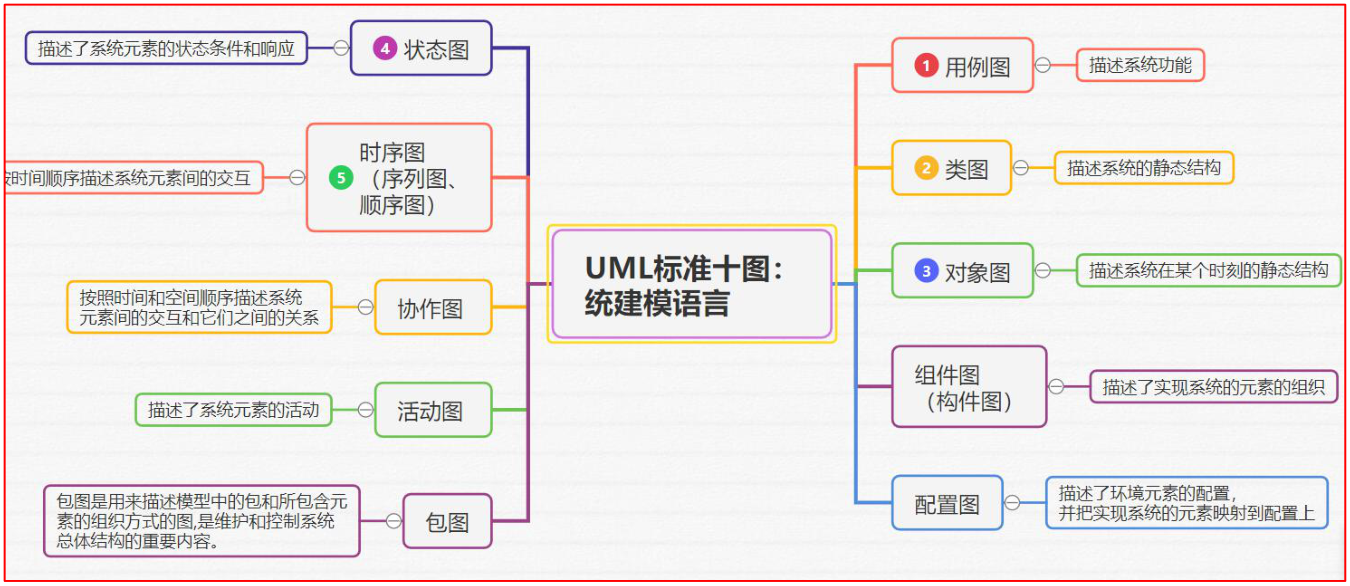 UML标准十图：
统建模语言
1 用例图
描述系统功能
2 类图
描述系统的静态结构
3 对象图
描述系统在某个时刻的静态结构
组件图
（构件图）
描述了实现系统的元素的组织
配置图
描述了环境元素的配置，
并把实现系统的元素映射到配置上
4 状态图
描述了系统元素的状态条件和响应
5 时序图
（序列图、
顺序图）
时间顺序描述系统元素间的交互
协作图
按照时间和空间顺序描述系统
元素间的交互和它们之间的关系
活动图
描述了系统元素的活动
包图
包图是用来描述模型中的包和所包含元
素的组织方式的图,是维护和控制系统
总体结构的重要内容。